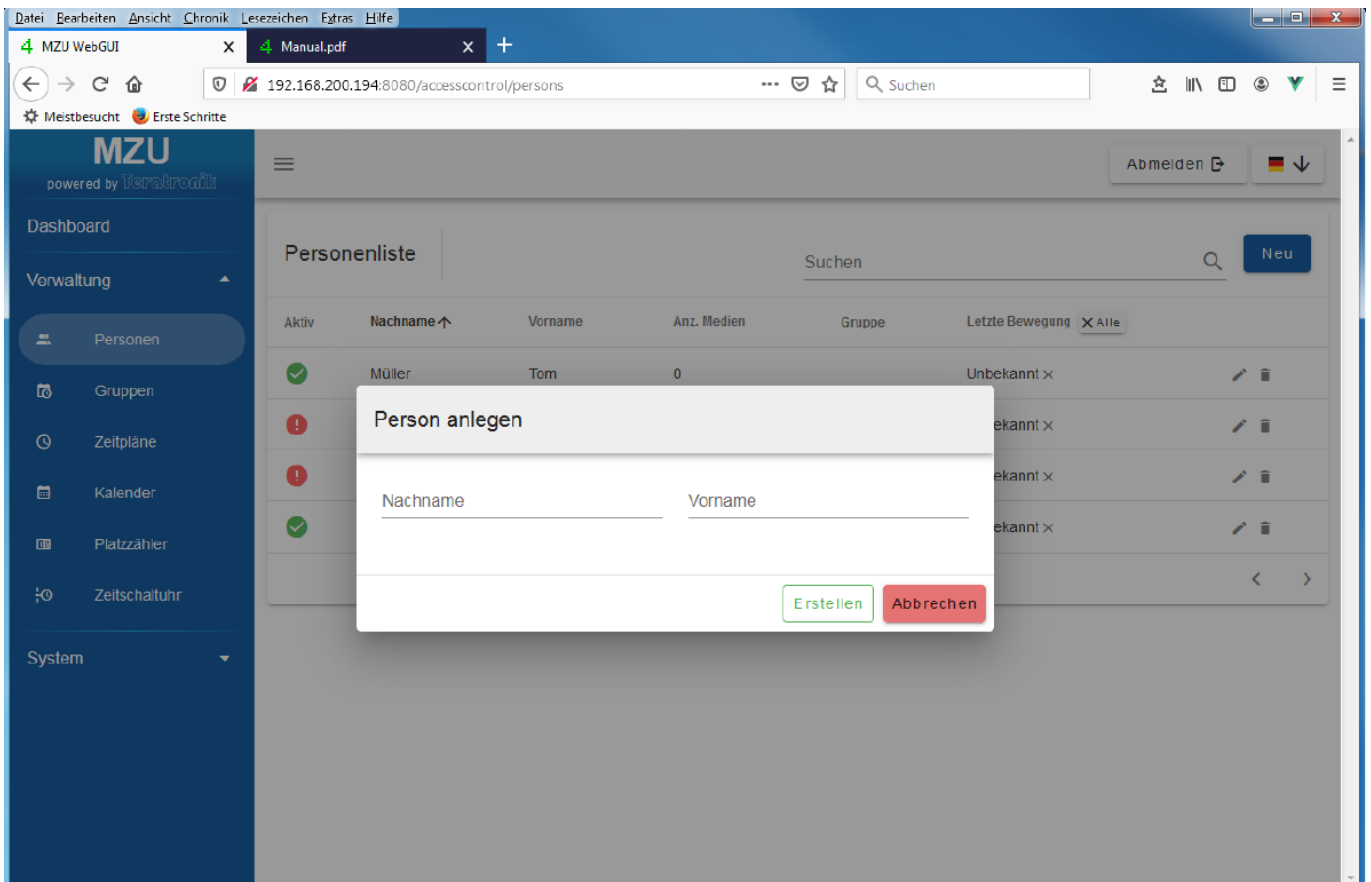 Datei Bearbeiten Ansicht Chronik Lesezeichen Extras Hilfe
4 MZU WebGUI X 4 Manual.pdf X +
192.168.200.194:8080/accesscontrol/persons ... Suchen
Meistbesucht Erste Schritte
MZU
powered by Teratronik
Abmelden
Dashboard
Verwaltung
Personen
Gruppen
Zeitpläne
Kalender
Platzzähler
Zeitschaltuhr
System
Personenliste
Suchen
Neu
Aktiv Nachname Vorname Anz. Medien Gruppe Letzte Bewegung X Alle
Müller Tom 0 Unbekannt ×
ekannt ×
ekannt ×
ekannt ×
Person anlegen
Nachname Vorname
Erstellen Abbrechen